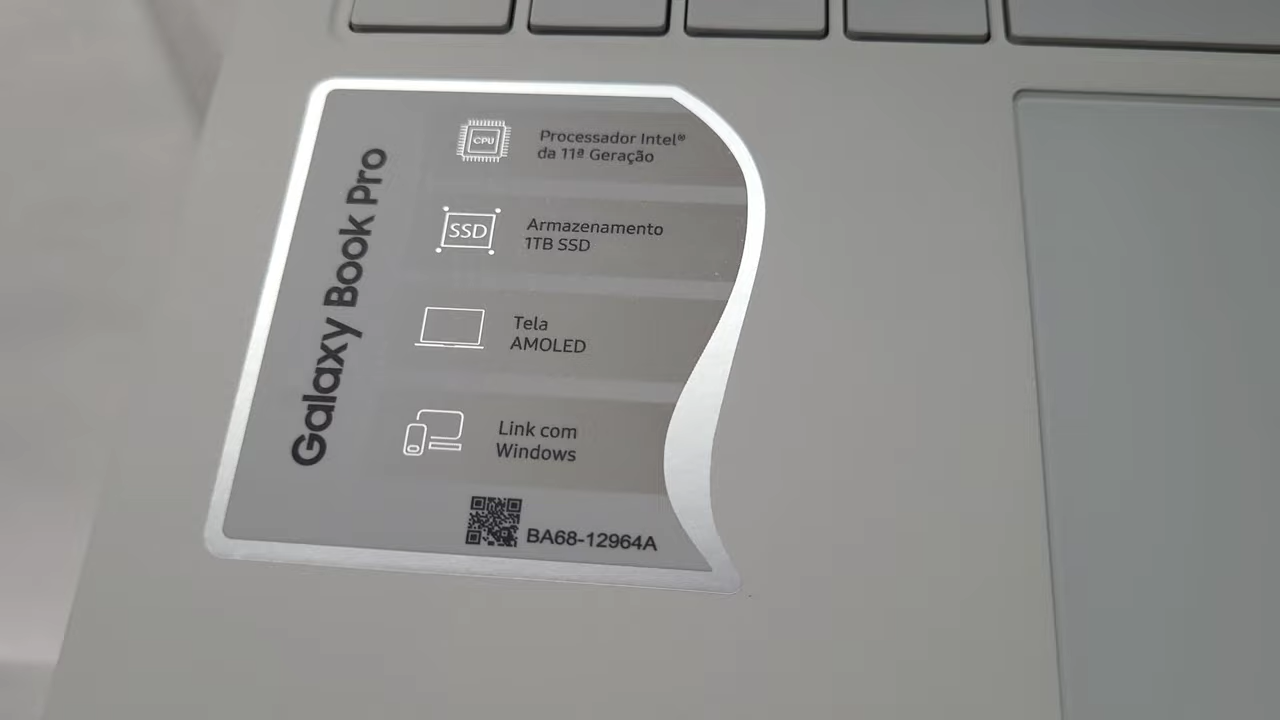 Galaxy Book Pro
CPU
Processador Intel®
da 11ª Geração
SSD
Armazenamento
1TB SSD
Tela
AMOLED
Link com
Windows
BA68-12964A